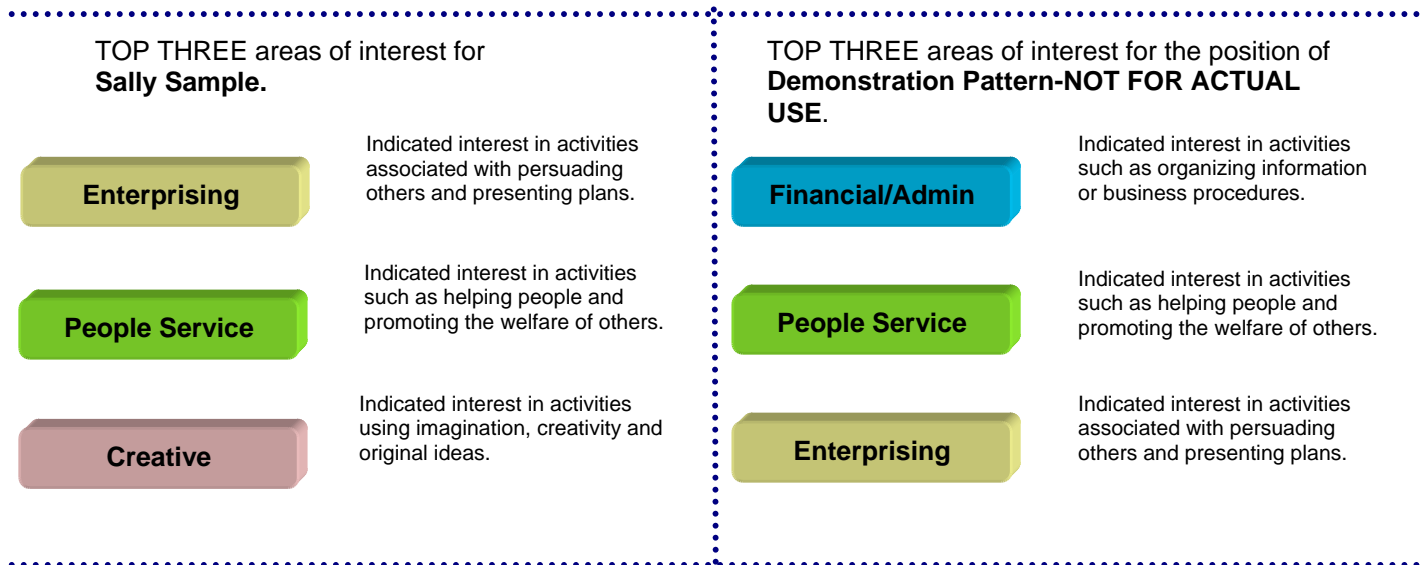 TOP THREE areas of interest for
Sally Sample.
Enterprising
Indicated interest in activities
associated with persuading
others and presenting plans.
People Service
Indicated interest in activities
such as helping people and
promoting the welfare of others.
Creative
Indicated interest in activities
using imagination, creativity and
original ideas.
TOP THREE areas of interest for the position of
Demonstration Pattern-NOT FOR ACTUAL
USE.
Financial/Admin
Indicated interest in activities
such as organizing information
or business procedures.
People Service
Indicated interest in activities
such as helping people and
promoting the welfare of others.
Enterprising
Indicated interest in activities
associated with persuading
others and presenting plans.